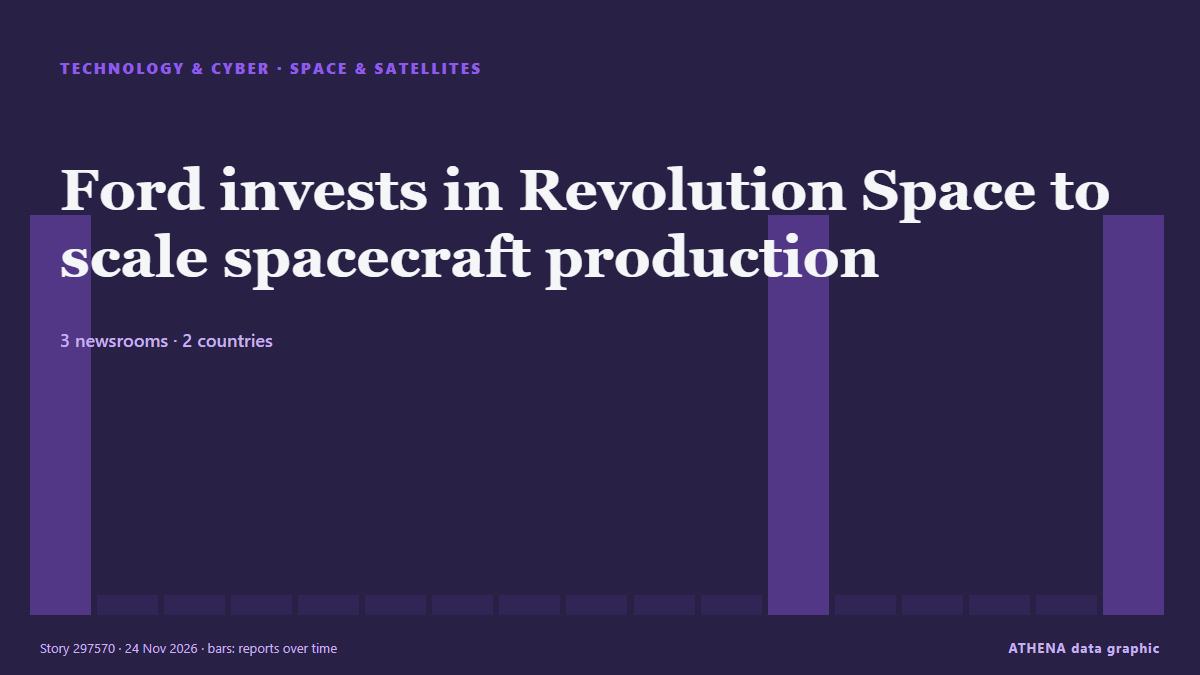 TECHNOLOGY & CYBER · SPACE & SATELLITES
Ford invests in Revolution Space to
scale spacecraft production
3 newsrooms · 2 countries
Story 297570 · 24 Nov 2026 · bars: reports over time
ATHENA data graphic